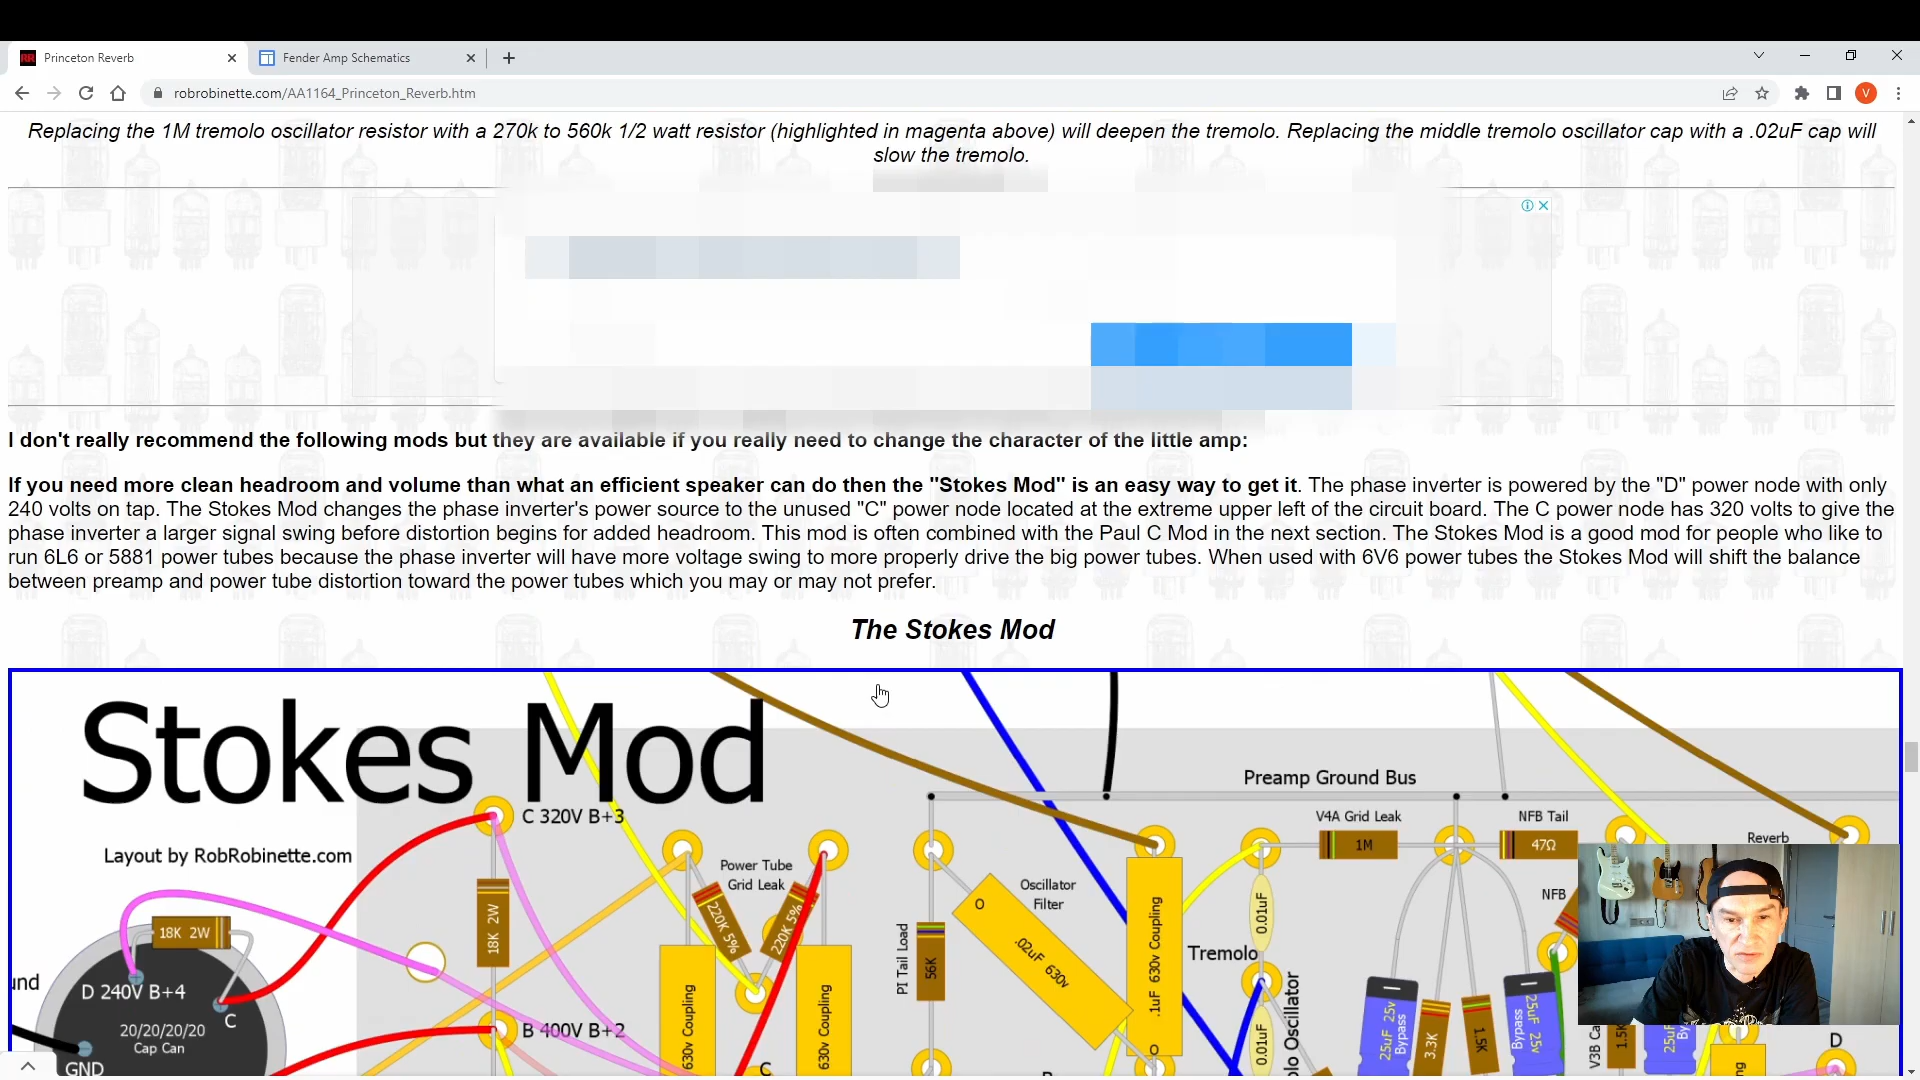 Princeton Reverb
Fender Amp Schematics
robrobinette.com/AA1164_Princeton_Reverb.htm
V
Replacing the 1M tremolo oscillator resistor with a 270k to 560k 1/2 watt resistor (highlighted in magenta above) will deepen the tremolo. Replacing the middle tremolo oscillator cap with a .02uF cap will
slow the tremolo.
I don't really recommend the following mods but they are available if you really need to change the character of the little amp:
If you need more clean headroom and volume than what an efficient speaker can do then the "Stokes Mod" is an easy way to get it. The phase inverter is powered by the "D" power node with only
240 volts on tap. The Stokes Mod changes the phase inverter's power source to the unused "C" power node located at the extreme upper left of the circuit board. The C power node has 320 volts to give the
phase inverter a larger signal swing before distortion begins for added headroom. This mod is often combined with the Paul C Mod in the next section. The Stokes Mod is a good mod for people who like to
run 6L6 or 5881 power tubes because the phase inverter will have more voltage swing to more properly drive the big power tubes. When used with 6V6 power tubes the Stokes Mod will shift the balance
between preamp and power tube distortion toward the power tubes which you may or may not prefer.
The Stokes Mod
Stokes Mod
Preamp Ground Bus
C 320V B+3
V4A Grid Leak
NFB Tail
1M
47Ω
Reverb
Layout by RobRobinette.com
Power Tube
Grid Leak
220K 5%
220K 5%
Oscillator
Filter
O
.02uF 630v
.1uF 630v Coupling
O
0.01uF
NFB
18K 2W
18K 2W
PI Tail Load
56K
Tremolo
D 240V B+4
C
20/20/20/20
Cap Can
GND
B 400V B+2
630v Coupling
630v Coupling
C
0.01uF
25uF 25v
Bypass
3.3K
1.5K
Bypass
25uF 25v
1.5K
25uF
D